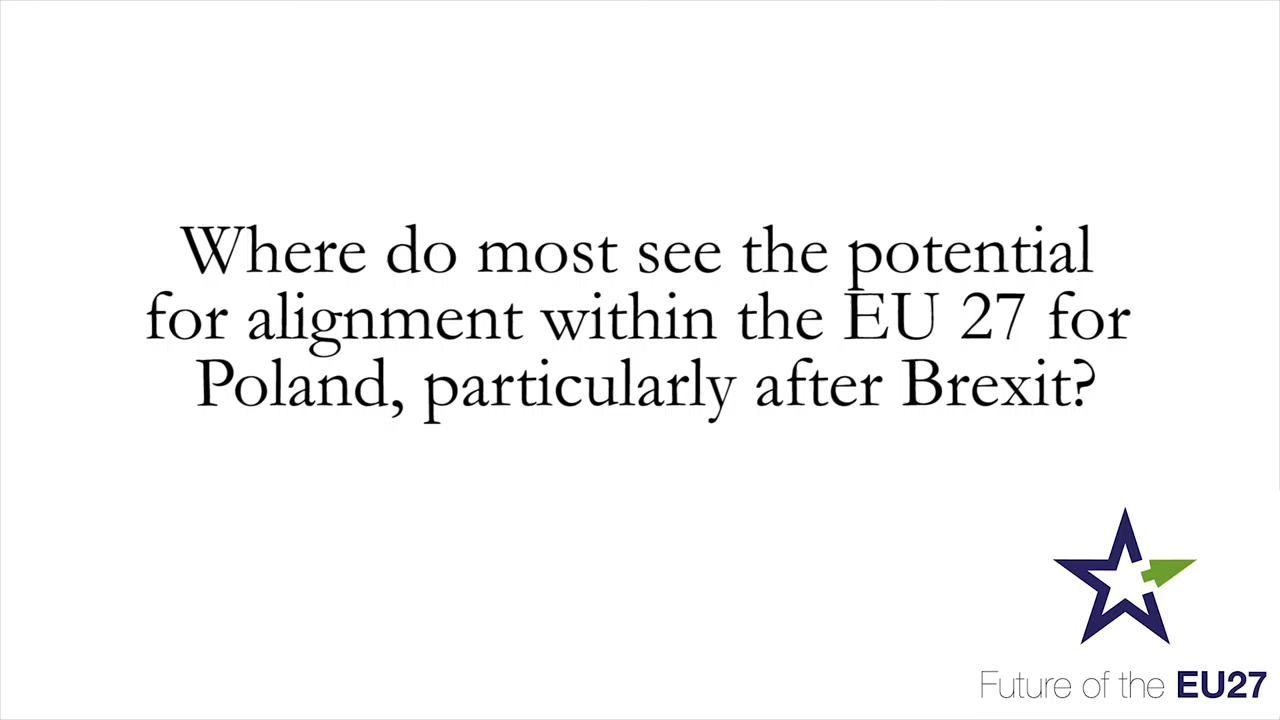 Where do most see the potential
for alignment within the EU 27 for
Poland, particularly after Brexit?
Future of the EU27